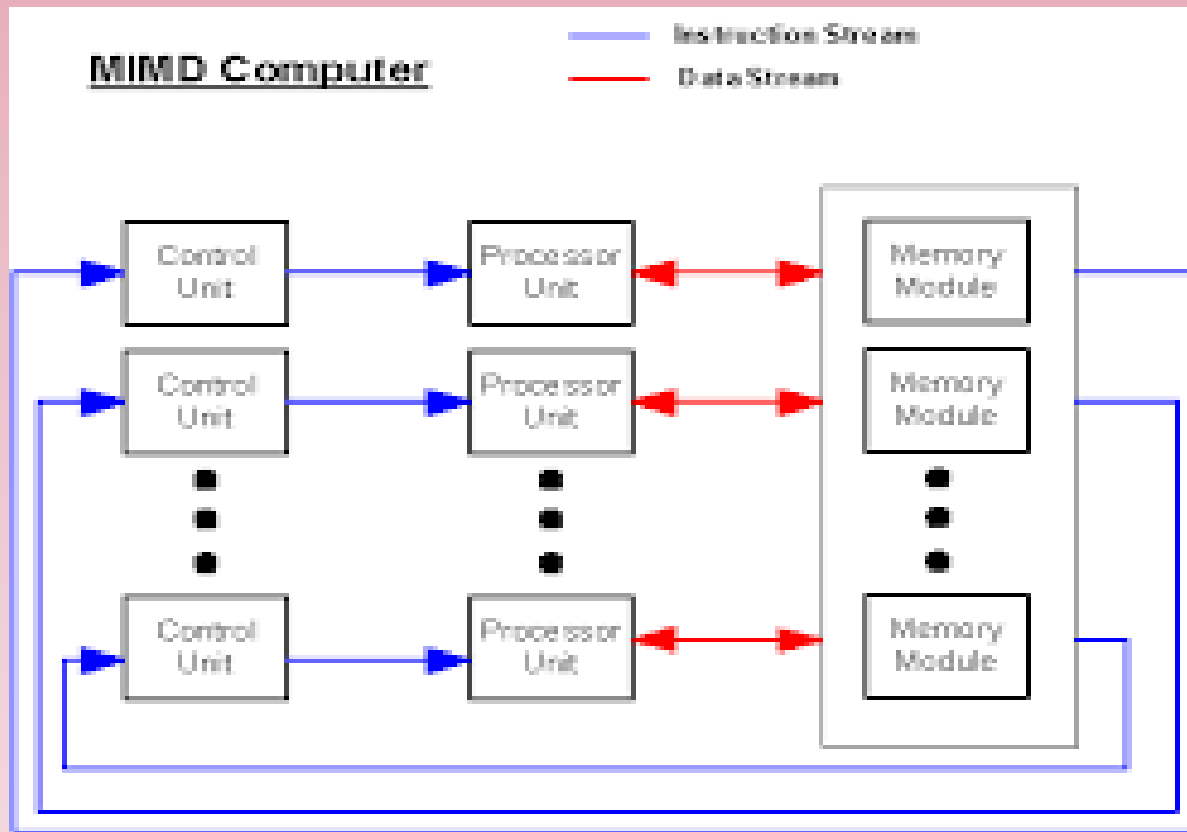 MIMD Computer
Instruction Stream
Data Stream
Control
Unit
Processor
Unit
Memory
Module
Control
Unit
Processor
Unit
Memory
Module
Control
Unit
Processor
Unit
Memory
Module